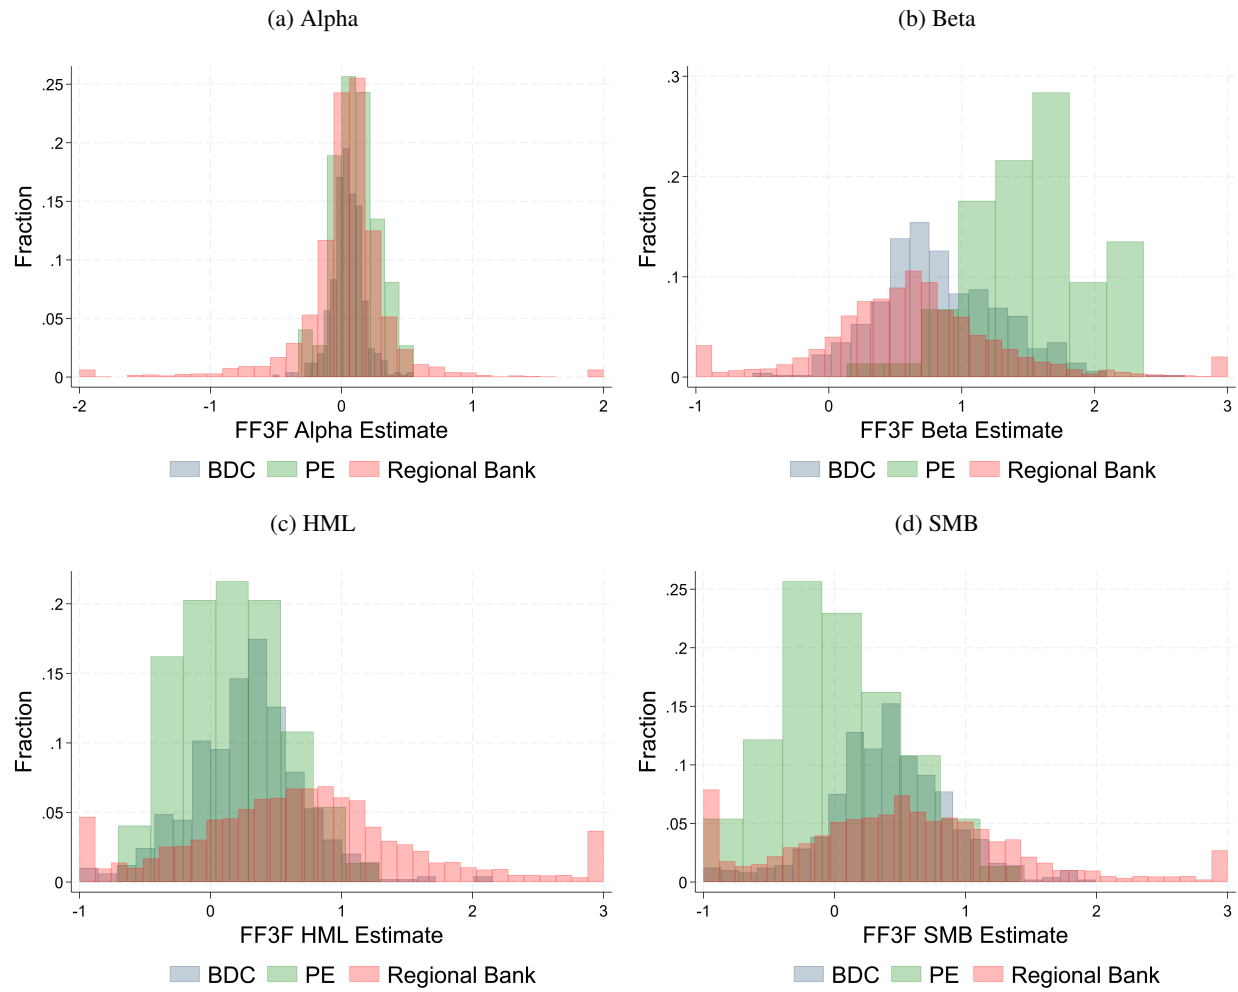 (a) Alpha
.25
.2
.15
.1
.05
0
Fraction
-2 -1 0 1 2
FF3F Alpha Estimate
BDC PE Regional Bank
(b) Beta
.3
.2
.1
0
Fraction
-1 0 1 2 3
FF3F Beta Estimate
BDC PE Regional Bank
(c) HML
.2
.15
.1
.05
0
Fraction
-1 0 1 2 3
FF3F HML Estimate
BDC PE Regional Bank
(d) SMB
.25
.2
.15
.1
.05
0
Fraction
-1 0 1 2 3
FF3F SMB Estimate
BDC PE Regional Bank